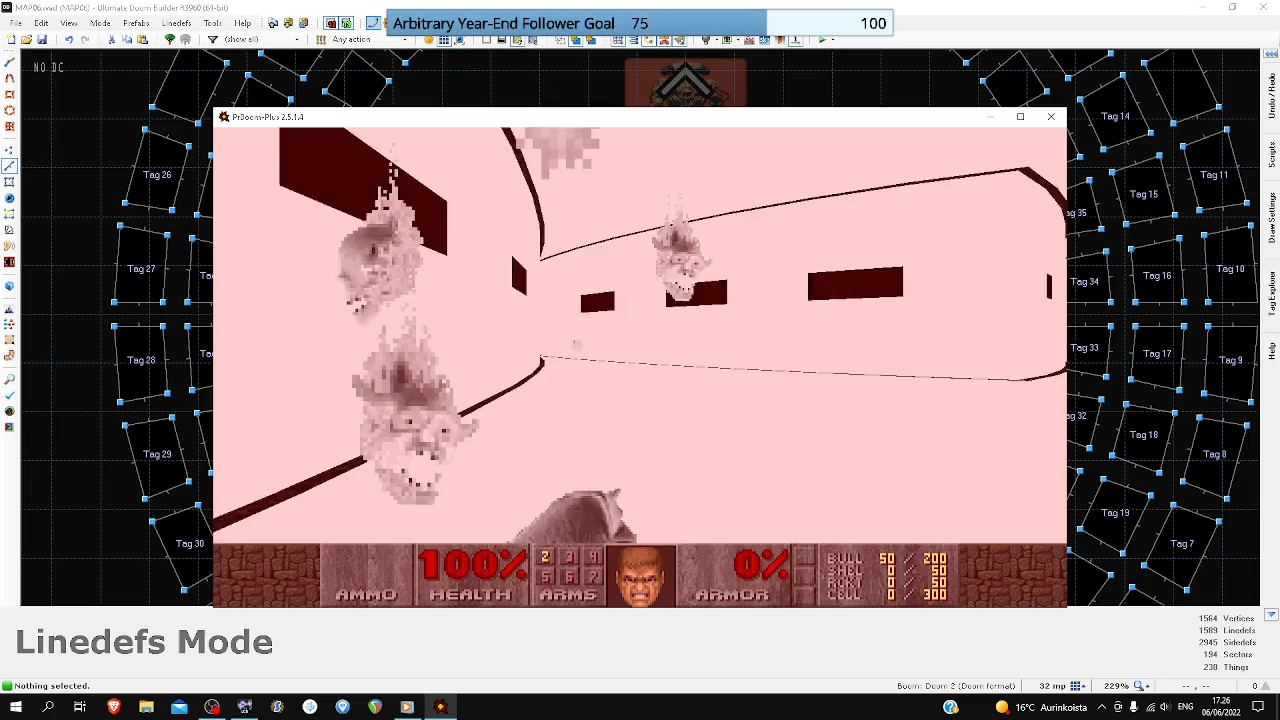 MAP06.wad (MAP06) - Ultimate Doom Builder R3960 (64-bit)
Arbitrary Year-End Follower Goal 75 100
File Edit View Mode Prefabs Tools
(show all)
Any action
NO DC
PrBoom-Plus 2.5.1.4
Tag 26
Tag 27
Tag 28
Tag 29
Tag 30
Tag 14
Tag 11
Tag 15
Tag 16
Tag 10
Tag 34
Tag 33
Tag 17
Tag 9
Tag 18
Tag 8
Tag 19
Tag 7
Undo / Redo
Scripts
Draw Settings
Tag Explorer
Help
100% 2 3 4 0% BULL 50 / 200
5 6 7 SHEL 0 / 50
RCKT 0 / 50
AMMO HEALTH ARMS ARMOR CELL 0 / 300
Linedefs Mode
1564 Vertices
1589 Linedefs
2945 Sidedefs
194 Sectors
230 Things
Nothing selected.
Boom: Doom 2 (Doom format) 32 mp 229% --, -- 0
16°C Aurinkoista
ENG
17.26
06/06/2022